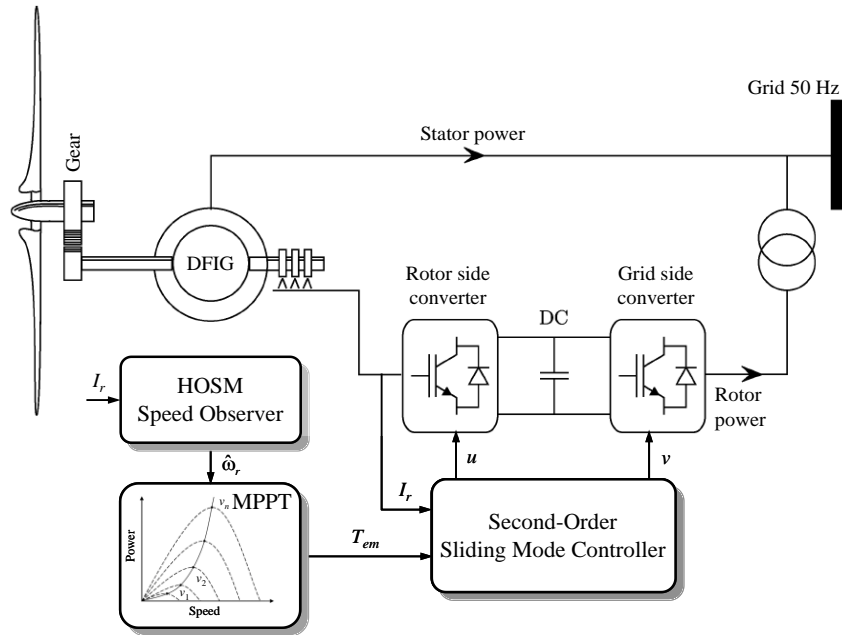 Grid 50 Hz
Stator power
Gear
DFIG
Rotor side
converter
Grid side
converter
DC
Rotor
power
I_r
HOSM
Speed Observer
u
v
ω̂_r
I_r
MPPT
v_n
v_2
v_1
Power
Speed
T_em
Second-Order
Sliding Mode Controller